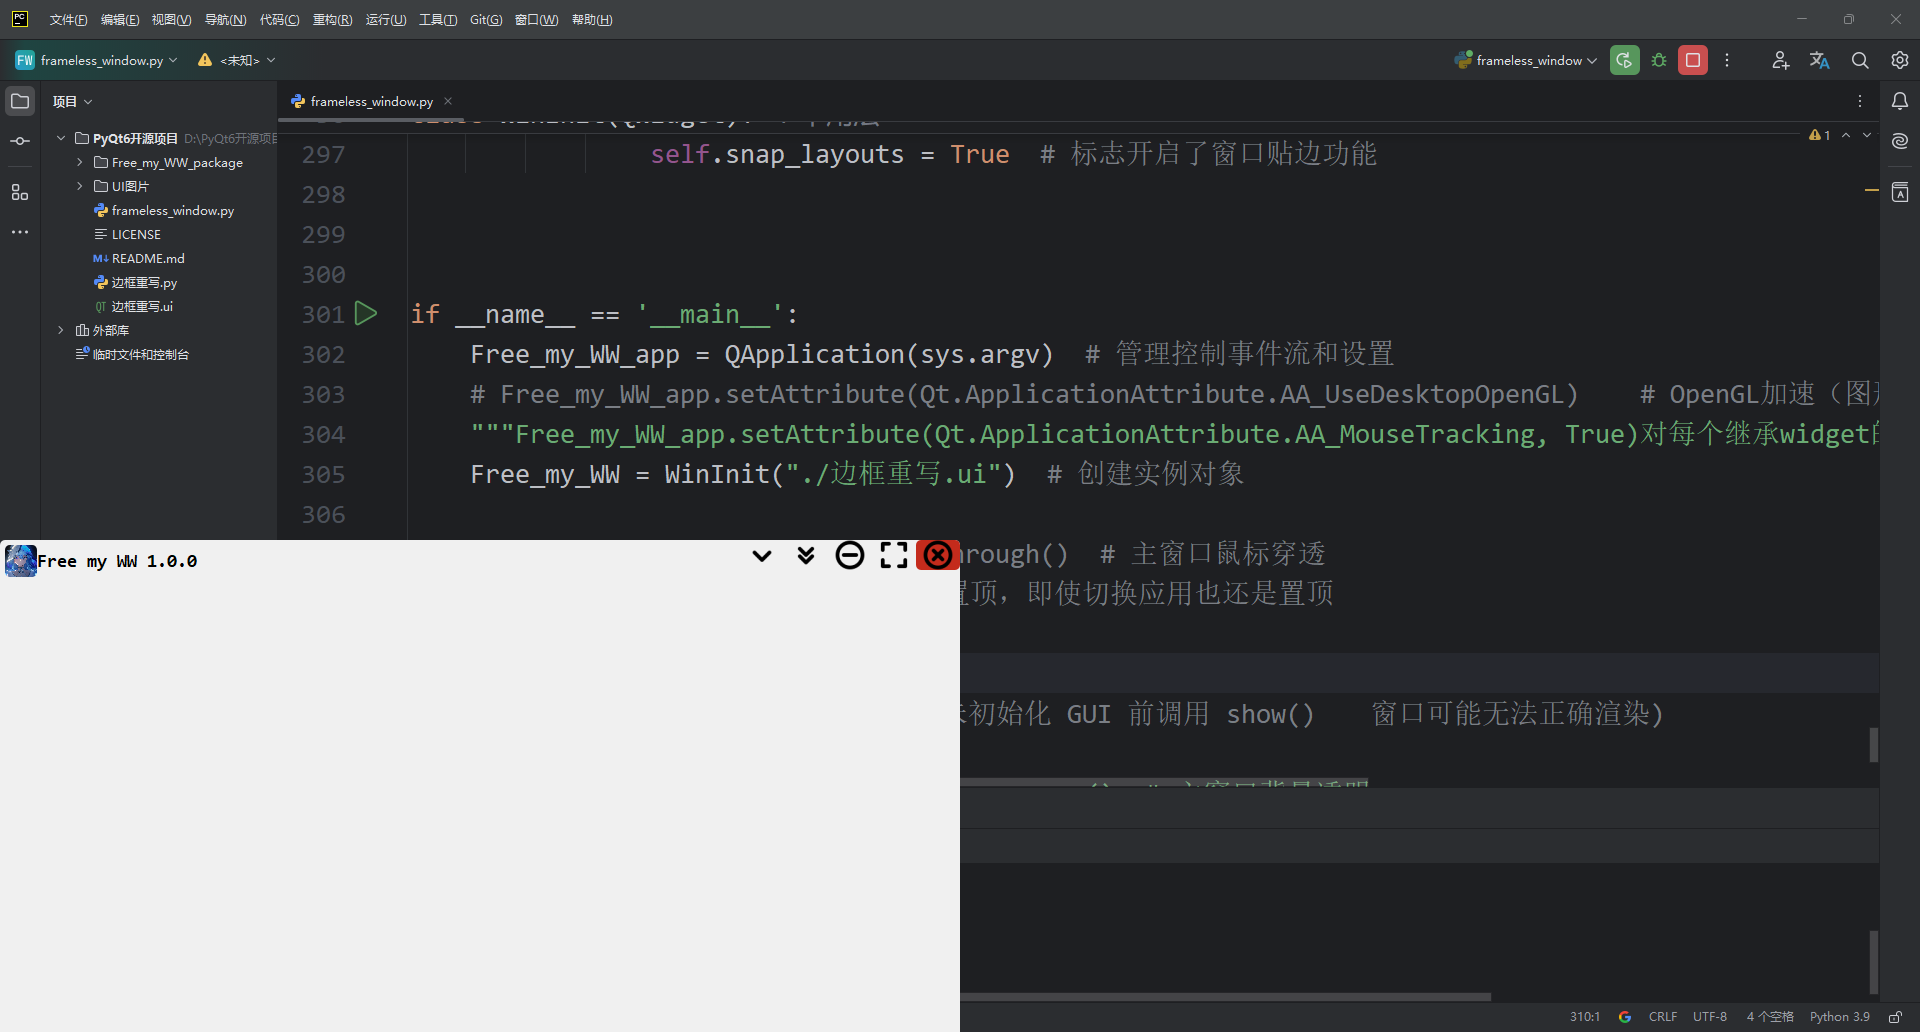 PC 文件(F) 编辑(E) 视图(V) 导航(N) 代码(C) 重构(R) 运行(U) 工具(T) Git(G) 窗口(W) 帮助(H)
FW frameless_window.py <未知> frameless_window
项目
frameless_window.py
PyQt6开源项目 D:\PyQt6开源项目
Free_my_WW_package
UI图片
frameless_window.py
LICENSE
M↓ README.md
边框重写.py
QT 边框重写.ui
外部库
临时文件和控制台
1
297 self.snap_layouts = True # 标志开启了窗口贴边功能
298
299
300
301 if __name__ == '__main__':
302 Free_my_WW_app = QApplication(sys.argv) # 管理控制事件流和设置
303 # Free_my_WW_app.setAttribute(Qt.ApplicationAttribute.AA_UseDesktopOpenGL) # OpenGL加速（图形
304 """Free_my_WW_app.setAttribute(Qt.ApplicationAttribute.AA_MouseTracking, True)对每个继承widget的
305 Free_my_WW = WinInit("./边框重写.ui") # 创建实例对象
306
Free my WW 1.0.0
hrough() # 主窗口鼠标穿透
置顶，即使切换应用也还是置顶
初始化 GUI 前调用 show() 窗口可能无法正确渲染)
310:1 CRLF UTF-8 4 个空格 Python 3.9